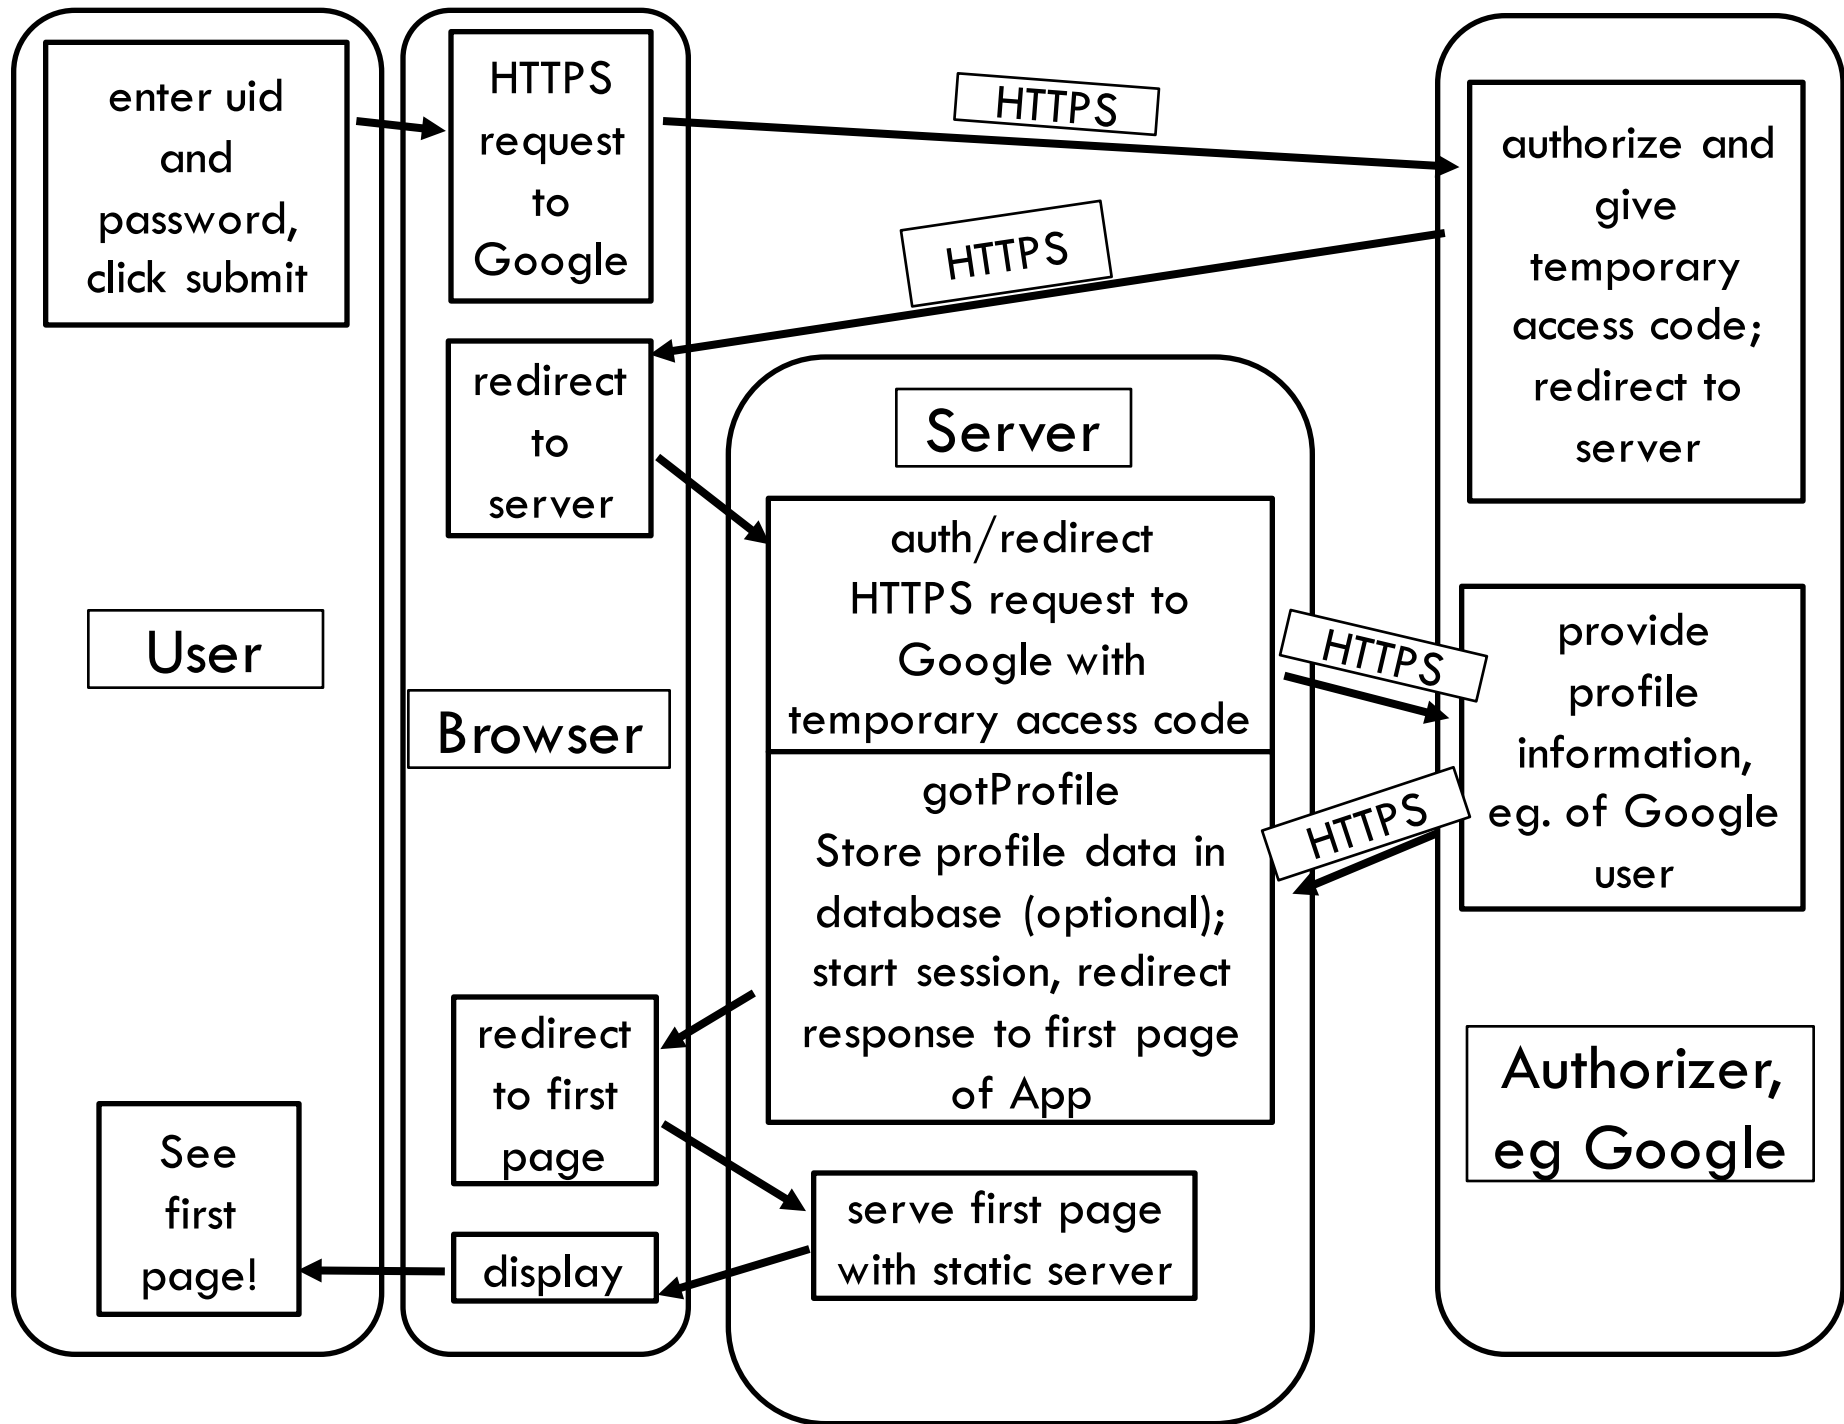 enter uid
and
password,
click submit
User
See
first
page!
HTTPS
request
to
Google
redirect
to
server
Browser
redirect
to first
page
display
HTTPS
HTTPS
Server
auth/redirect
HTTPS request to
Google with
temporary access code
gotProfile
Store profile data in
database (optional);
start session, redirect
response to first page
of App
serve first page
with static server
HTTPS
HTTPS
authorize and
give
temporary
access code;
redirect to
server
provide
profile
information,
eg. of Google
user
Authorizer,
eg Google